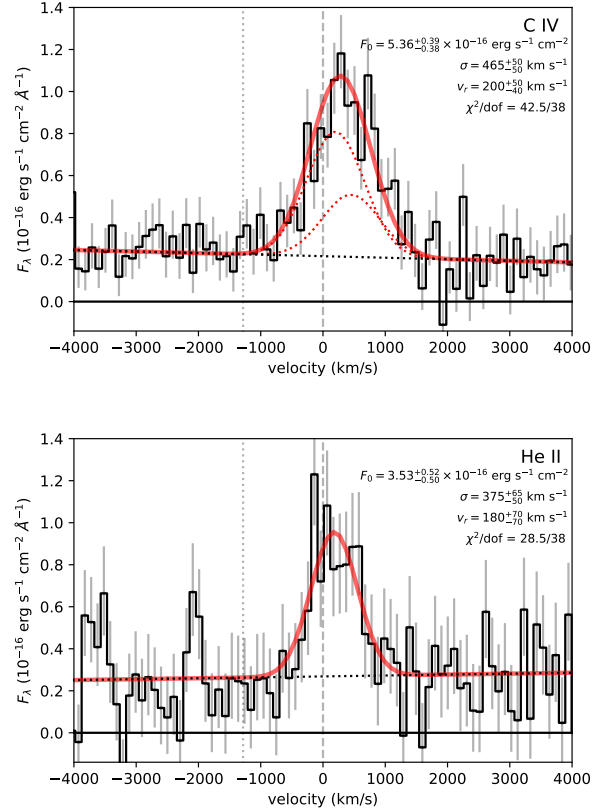 C IV
F₀ = 5.36⁺⁰·³⁹₋₀.₃₈ × 10⁻¹⁶ erg s⁻¹ cm⁻²
σ = 465⁺⁵⁰₋₅₀ km s⁻¹
vᵣ = 200⁺⁵⁰₋₄₀ km s⁻¹
χ²/dof = 42.5/38
1.4
1.2
1.0
0.8
0.6
0.4
0.2
0.0
F_λ (10⁻¹⁶ erg s⁻¹ cm⁻² Å⁻¹)
−4000 −3000 −2000 −1000 0 1000 2000 3000 4000
velocity (km/s)
He II
F₀ = 3.53⁺⁰·⁵²₋₀.₅₀ × 10⁻¹⁶ erg s⁻¹ cm⁻²
σ = 375⁺⁶⁵₋₅₀ km s⁻¹
vᵣ = 180⁺⁷⁰₋₇₀ km s⁻¹
χ²/dof = 28.5/38
1.4
1.2
1.0
0.8
0.6
0.4
0.2
0.0
F_λ (10⁻¹⁶ erg s⁻¹ cm⁻² Å⁻¹)
−4000 −3000 −2000 −1000 0 1000 2000 3000 4000
velocity (km/s)